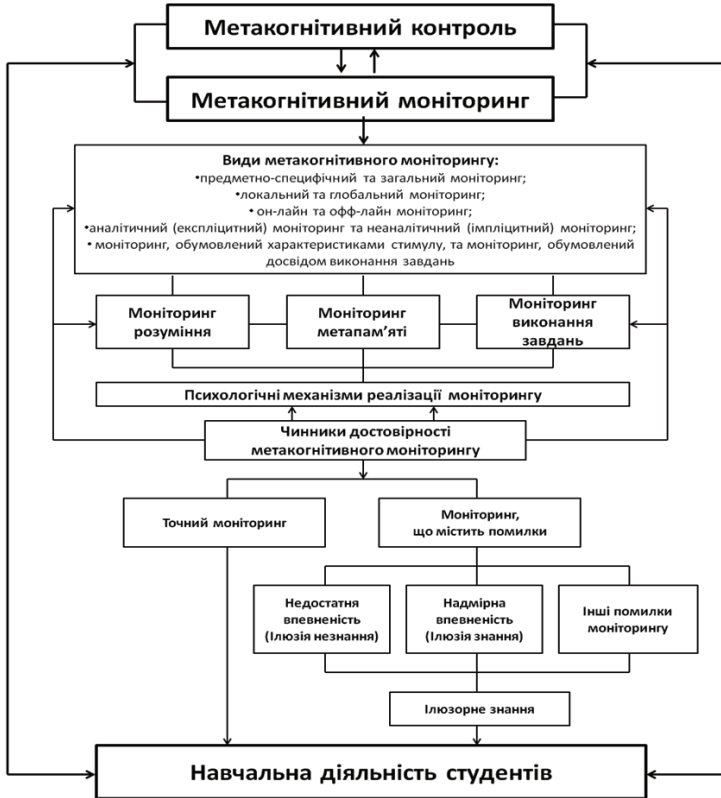 Метакогнітивний контроль
Метакогнітивний моніторинг
Види метакогнітивного моніторингу:
•предметно-специфічний та загальний моніторинг;
•локальний та глобальний моніторинг;
• он-лайн та офф-лайн моніторинг;
•аналітичний (експліцитний) моніторинг та неаналітичний (імпліцитний) моніторинг;
• моніторинг, обумовлений характеристиками стимулу, та моніторинг, обумовлений
досвідом виконання завдань
Моніторинг
розуміння
Моніторинг
метапам’яті
Моніторинг
виконання
завдань
Психологічні механізми реалізації моніторингу
Чинники достовірності
метакогнітивного моніторингу
Точний моніторинг
Моніторинг,
що містить помилки
Недостатня
впевненість
(Ілюзія незнання)
Надмірна
впевненість
(Ілюзія знання)
Інші помилки
моніторингу
Ілюзорне знання
Навчальна діяльність студентів